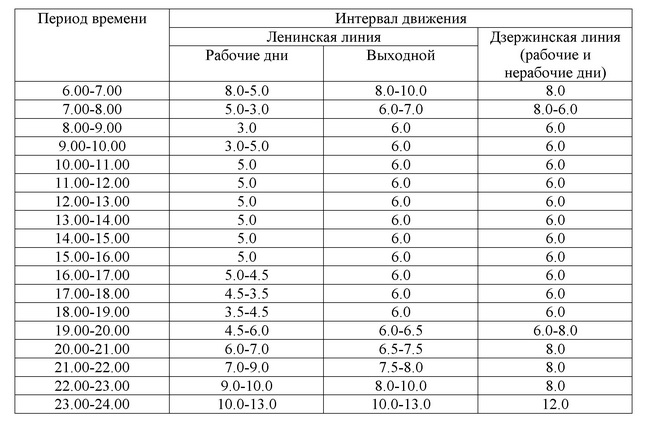 Период времени Интервал движения
Ленинская линия Дзержинская линия
(рабочие и
нерабочие дни)
Рабочие дни Выходной
6.00-7.00 8.0-5.0 8.0-10.0 8.0
7.00-8.00 5.0-3.0 6.0-7.0 8.0-6.0
8.00-9.00 3.0 6.0 6.0
9.00-10.00 3.0-5.0 6.0 6.0
10.00-11.00 5.0 6.0 6.0
11.00-12.00 5.0 6.0 6.0
12.00-13.00 5.0 6.0 6.0
13.00-14.00 5.0 6.0 6.0
14.00-15.00 5.0 6.0 6.0
15.00-16.00 5.0 6.0 6.0
16.00-17.00 5.0-4.5 6.0 6.0
17.00-18.00 4.5-3.5 6.0 6.0
18.00-19.00 3.5-4.5 6.0 6.0
19.00-20.00 4.5-6.0 6.0-6.5 6.0-8.0
20.00-21.00 6.0-7.0 6.5-7.5 8.0
21.00-22.00 7.0-9.0 7.5-8.0 8.0
22.00-23.00 9.0-10.0 8.0-10.0 8.0
23.00-24.00 10.0-13.0 10.0-13.0 12.0